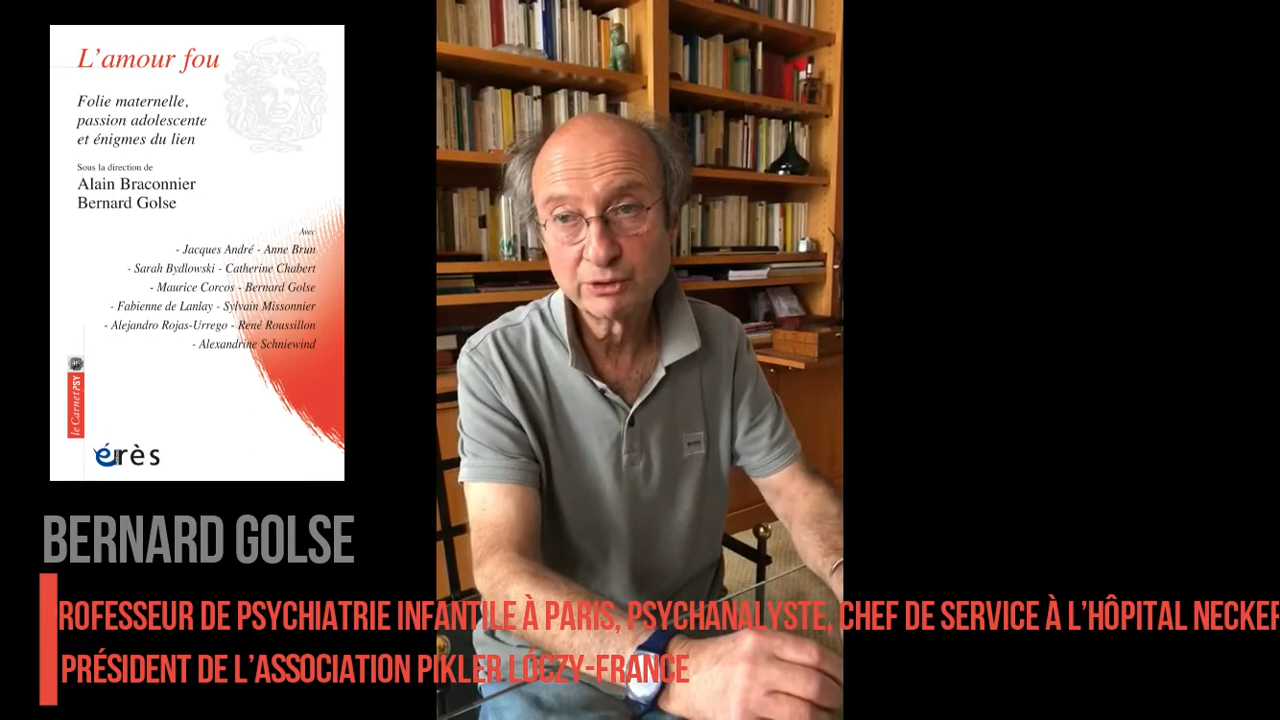 L'amour fou
Folie maternelle,
passion adolescente
et énigmes du lien
Sous la direction de
Alain Braconnier
Bernard Golse
Avec
- Jacques André - Anne Brun
- Sarah Bydlowski - Catherine Chabert
- Maurice Corcos - Bernard Golse
- Fabienne de Lanlay - Sylvain Missonnier
- Alejandro Rojas-Urrego - René Roussillon
- Alexandrine Schniewind
le Carnet PSY
érès
BERNARD GOLSE
ROFESSEUR DE PSYCHIATRIE INFANTILE À PARIS, PSYCHANALYSTE, CHEF DE SERVICE À L'HÔPITAL NECKER
PRÉSIDENT DE L'ASSOCIATION PIKLER LÓCZY-FRANCE